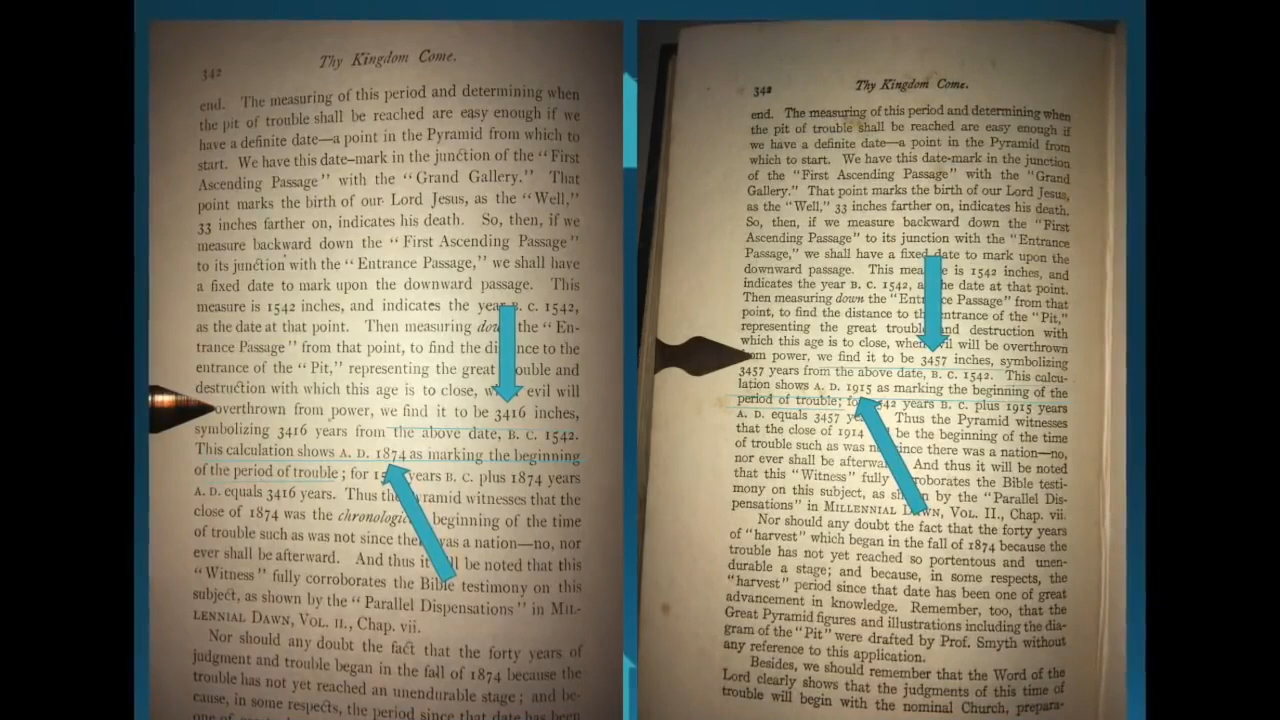 342
Thy Kingdom Come.
end. The measuring of this period and determining when
the pit of trouble shall be reached are easy enough if we
have a definite date—a point in the Pyramid from which to
start. We have this date-mark in the junction of the “First
Ascending Passage” with the “Grand Gallery.” That
point marks the birth of our Lord Jesus, as the “Well,”
33 inches farther on, indicates his death. So, then, if we
measure backward down the “First Ascending Passage”
to its junction with the “Entrance Passage,” we shall have
a fixed date to mark upon the downward passage. This
measure is 1542 inches, and indicates the year B. C. 1542,
as the date at that point. Then measuring the “En-
trance Passage” from that point, to find the to the
entrance of the “Pit,” representing the great and
destruction with which this age is to close, evil will
overthrown from power, we find it to be 3416 inches,
symbolizing 3416 years from the above date, B. C. 1542.
This calculation shows A. D. 1874 as marking the beginning
of the period of trouble; for years B. C. plus 1874 years
A. D. equals 3416 years. Thus the Pyramid witnesses that the
close of 1874 was the beginning of the time
of trouble such as was not since was a nation—no, nor
ever shall be afterward. And thus it be noted that this
“Witness” fully corroborates the Bible testimony on this
subject, as shown by the “Parallel Dispensations” in MIL-
LENNIAL DAWN, VOL. II., Chap. vii.
Nor should any doubt the fact that the forty years of
judgment and trouble began in the fall of 1874 because the
trouble has not yet reached an unendurable stage; and be-
cause, in some respects, the period since that date has been
342
Thy Kingdom Come.
end. The measuring of this period and determining when
the pit of trouble shall be reached are easy enough if
we have a definite date—a point in the Pyramid from
which to start. We have this date-mark in the junction
of the “First Ascending Passage” with the “Grand
Gallery.” That point marks the birth of our Lord Jesus,
as the “Well,” 33 inches farther on, indicates his death.
So, then, if we measure backward down the “First
Ascending Passage” to its junction with the “Entrance
Passage,” we shall have a fixed date to mark upon the
downward passage. This is 1542 inches, and
indicates the year B. C. 1542, the date at that point.
Then measuring down the Passage” from that
point, to find the distance to the entrance of the “Pit,”
representing the great trouble and destruction with
which this age is to close, when evil will be overthrown
from power, we find it to be 3457 inches, symbolizing
3457 years from the above date, B. C. 1542. This calcu-
lation shows A. D. 1915 as marking the beginning of the
period of trouble; for years B. C. plus 1915 years
A. D. equals 3457 Thus the Pyramid witnesses
that the close of 1914 be the beginning of the time
of trouble such as was since there was a nation—no,
nor ever shall be And thus it will be noted
that this “Witness” fully corroborates the Bible testi-
mony on this subject, as by the “Parallel Dis-
pensations” in MILLENNIAL DAWN, VOL. II., Chap. vii.
Nor should any doubt the fact that the forty years
of “harvest” which began in the fall of 1874 because the
trouble has not yet reached so portentous and unen-
durable a stage; and because, in some respects, the
“harvest” period since that date has been one of great
advancement in knowledge. Remember, too, that the
Great Pyramid figures and illustrations including the dia-
gram of the “Pit” were drafted by Prof. Smyth without
any reference to this application.
Besides, we should remember that the Word of the
Lord clearly shows that the judgments of this time of
trouble will begin with the nominal Church, prepara-